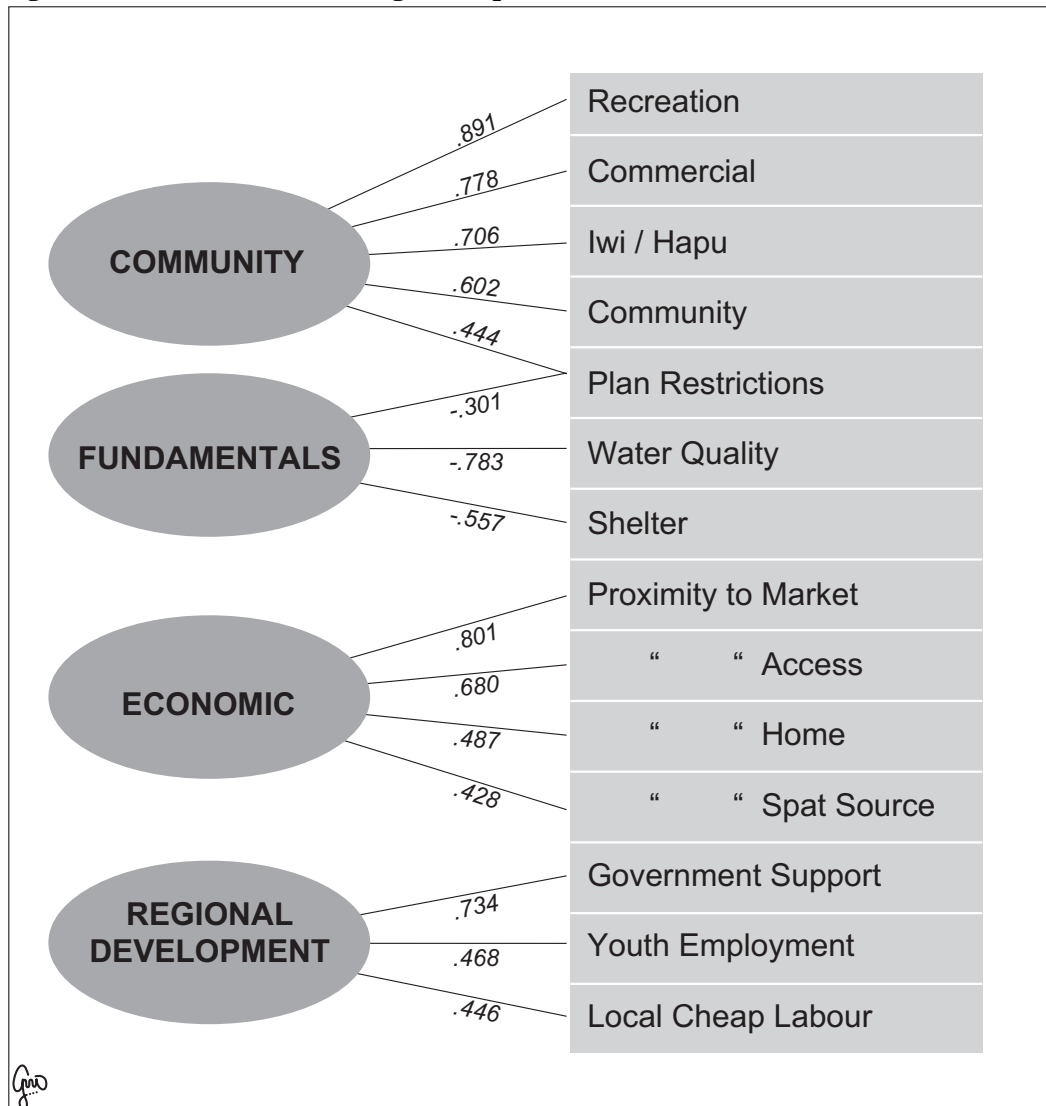 Recreation
.891
Commercial
.778
Iwi / Hapu
.706
COMMUNITY
.602
Community
.444
Plan Restrictions
-.301
FUNDAMENTALS
-.783
Water Quality
-.557
Shelter
Proximity to Market
.801
“ “ Access
.680
ECONOMIC
.487
“ “ Home
.428
“ “ Spat Source
Government Support
.734
REGIONAL
DEVELOPMENT
.468
Youth Employment
.446
Local Cheap Labour